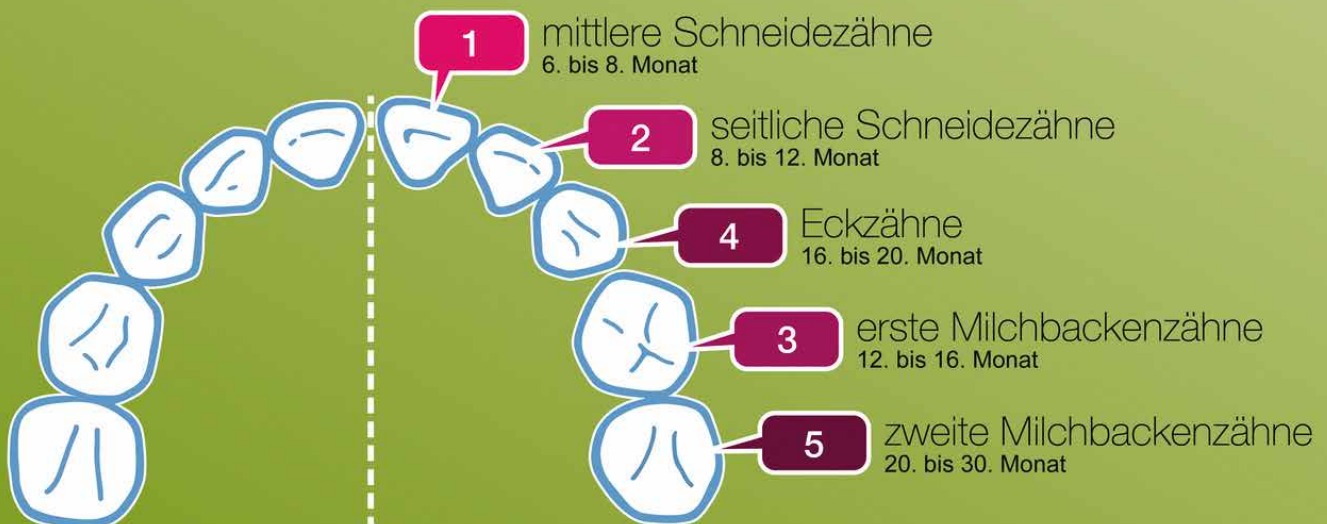 1
mittlere Schneidezähne
6. bis 8. Monat
2
seitliche Schneidezähne
8. bis 12. Monat
4
Eckzähne
16. bis 20. Monat
3
erste Milchbackenzähne
12. bis 16. Monat
5
zweite Milchbackenzähne
20. bis 30. Monat